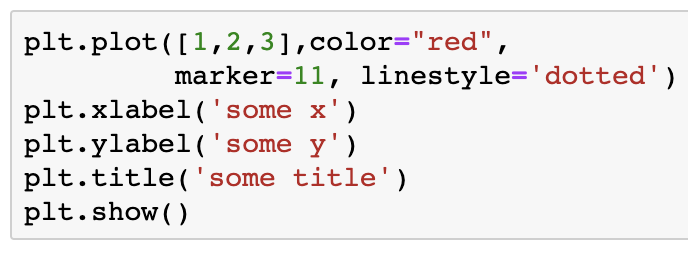 plt.plot([1,2,3],color="red",
         marker=11, linestyle='dotted')
plt.xlabel('some x')
plt.ylabel('some y')
plt.title('some title')
plt.show()